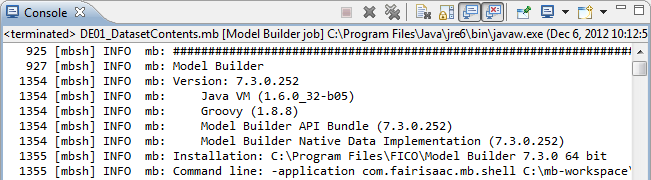 Console
<terminated> DE01_DatasetContents.mb [Model Builder job] C:\Program Files\Java\jre6\bin\javaw.exe (Dec 6, 2012 10:12:5
925 [mbsh] INFO mb: ##################################################################
927 [mbsh] INFO mb: Model Builder
1354 [mbsh] INFO mb: Version: 7.3.0.252
1354 [mbsh] INFO mb: Java VM (1.6.0_32-b05)
1354 [mbsh] INFO mb: Groovy (1.8.8)
1354 [mbsh] INFO mb: Model Builder API Bundle (7.3.0.252)
1354 [mbsh] INFO mb: Model Builder Native Data Implementation (7.3.0.252)
1355 [mbsh] INFO mb: Installation: C:\Program Files\FICO\Model Builder 7.3.0 64 bit
1355 [mbsh] INFO mb: Command line: -application com.fairisaac.mb.shell C:\mb-workspace\